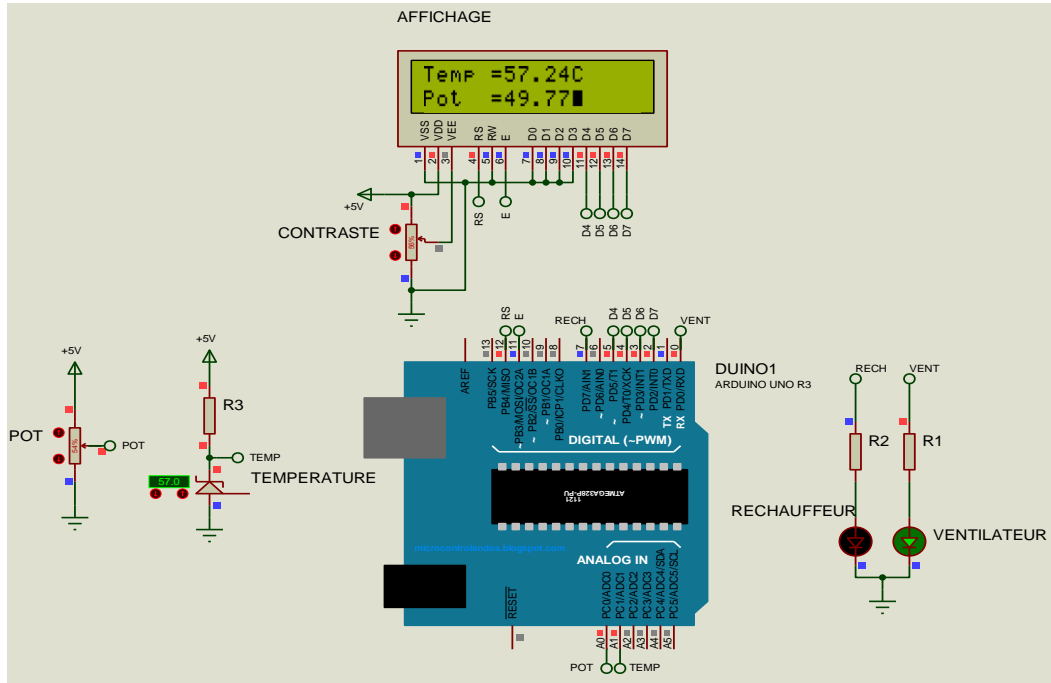 AFFICHAGE
Temp =57.24C
Pot =49.77
VSS VDD VEE RS RW E D0 D1 D2 D3 D4 D5 D6 D7
1 2 3 4 5 6 7 8 9 10 11 12 13 14
+5V
RS E D4 D5 D6 D7
CONTRASTE
56%
RS E RECH D4 D5 D6 D7 VENT
13 12 11 10 9 8 7 6 5 4 3 2 1 0
AREF
PB5/SCK
PB4/MISO
~PB3/MOSI/OC2A
~ PB2/SS/OC1B
~ PB1/OC1A
PB0/ICP1/CLKO
PD7/AIN1
~ PD6/AIN0
~ PD5/T1
PD4/T0/XCK
~ PD3/INT1
PD2/INT0
TX PD1/TXD
RX PD0/RXD
DIGITAL (~PWM)
DUINO1
ARDUINO UNO R3
1121
ATMEGA328P-PU
microcontrolandos.blogspot.com
ANALOG IN
RESET
PC0/ADC0
PC1/ADC1
PC2/ADC2
PC3/ADC3
PC4/ADC4/SDA
PC5/ADC5/SCL
A0 A1 A2 A3 A4 A5
POT TEMP
+5V
POT
54%
POT
+5V
R3
TEMP
57.0
TEMPERATURE
RECH VENT
R2 R1
RECHAUFFEUR
VENTILATEUR